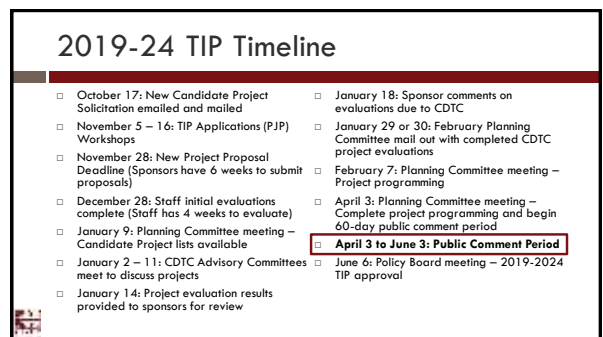 2019-24 TIP Timeline
October 17: New Candidate Project
Solicitation emailed and mailed
November 5 – 16: TIP Applications (PJP)
Workshops
November 28: New Project Proposal
Deadline (Sponsors have 6 weeks to submit
proposals)
December 28: Staff initial evaluations
complete (Staff has 4 weeks to evaluate)
January 9: Planning Committee meeting –
Candidate Project lists available
January 2 – 11: CDTC Advisory Committees
meet to discuss projects
January 14: Project evaluation results
provided to sponsors for review
January 18: Sponsor comments on
evaluations due to CDTC
January 29 or 30: February Planning
Committee mail out with completed CDTC
project evaluations
February 7: Planning Committee meeting –
Project programming
April 3: Planning Committee meeting –
Complete project programming and begin
60-day public comment period
April 3 to June 3: Public Comment Period
June 6: Policy Board meeting – 2019-2024
TIP approval